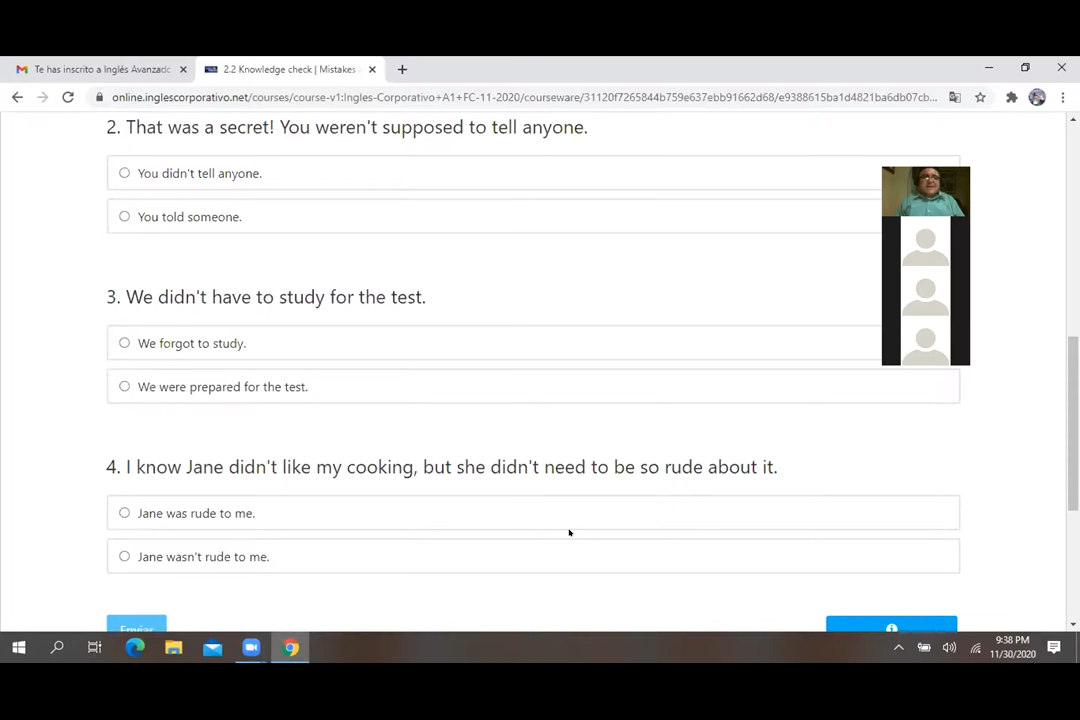 Te has inscrito a Inglés Avanzado
2.2 Knowledge check | Mistakes
online.inglescorporativo.net/courses/course-v1:Ingles-Corporativo+A1+FC-11-2020/courseware/31120f7265844b759e637ebb91662d68/e9388615ba1d4821ba6db07cb...
2. That was a secret! You weren't supposed to tell anyone.
You didn't tell anyone.
You told someone.
3. We didn't have to study for the test.
We forgot to study.
We were prepared for the test.
4. I know Jane didn't like my cooking, but she didn't need to be so rude about it.
Jane was rude to me.
Jane wasn't rude to me.
Enviar
9:38 PM
11/30/2020